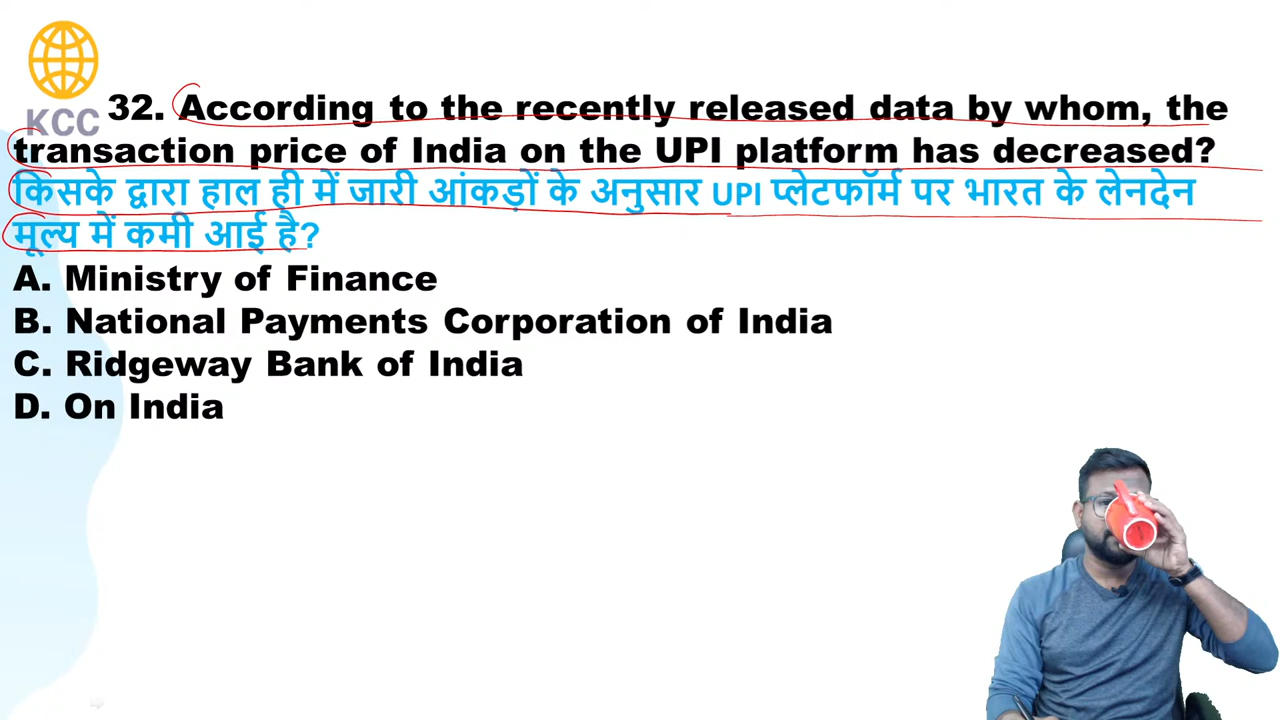 KCC
32. According to the recently released data by whom, the
transaction price of India on the UPI platform has decreased?
किसके द्वारा हाल ही में जारी आंकड़ों के अनुसार UPI प्लेटफॉर्म पर भारत के लेनदेन
मूल्य में कमी आई है?
A. Ministry of Finance
B. National Payments Corporation of India
C. Ridgeway Bank of India
D. On India